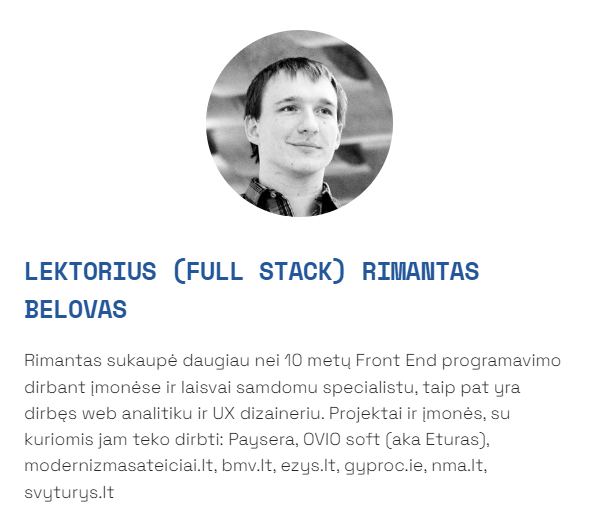 LEKTORIUS (FULL STACK) RIMANTAS
BELOVAS
Rimantas sukaupė daugiau nei 10 metų Front End programavimo
dirbant įmonėse ir laisvai samdomu specialistu, taip pat yra
dirbęs web analitiku ir UX dizaineriu. Projektai ir įmonės, su
kuriomis jam teko dirbti: Paysera, OVIO soft (aka Eturas),
modernizmasateiciai.lt, bmv.lt, ezys.lt, gyproc.ie, nma.lt,
svyturys.lt